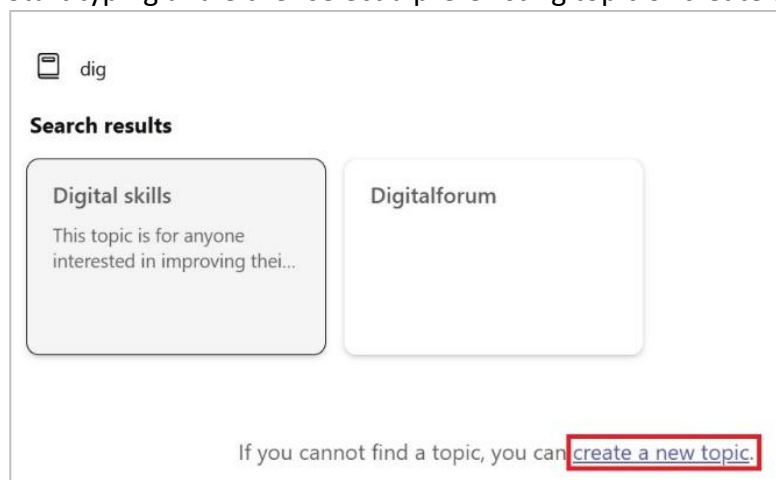 dig
Search results
Digital skills
This topic is for anyone
interested in improving thei...
Digitalforum
If you cannot find a topic, you can create a new topic.